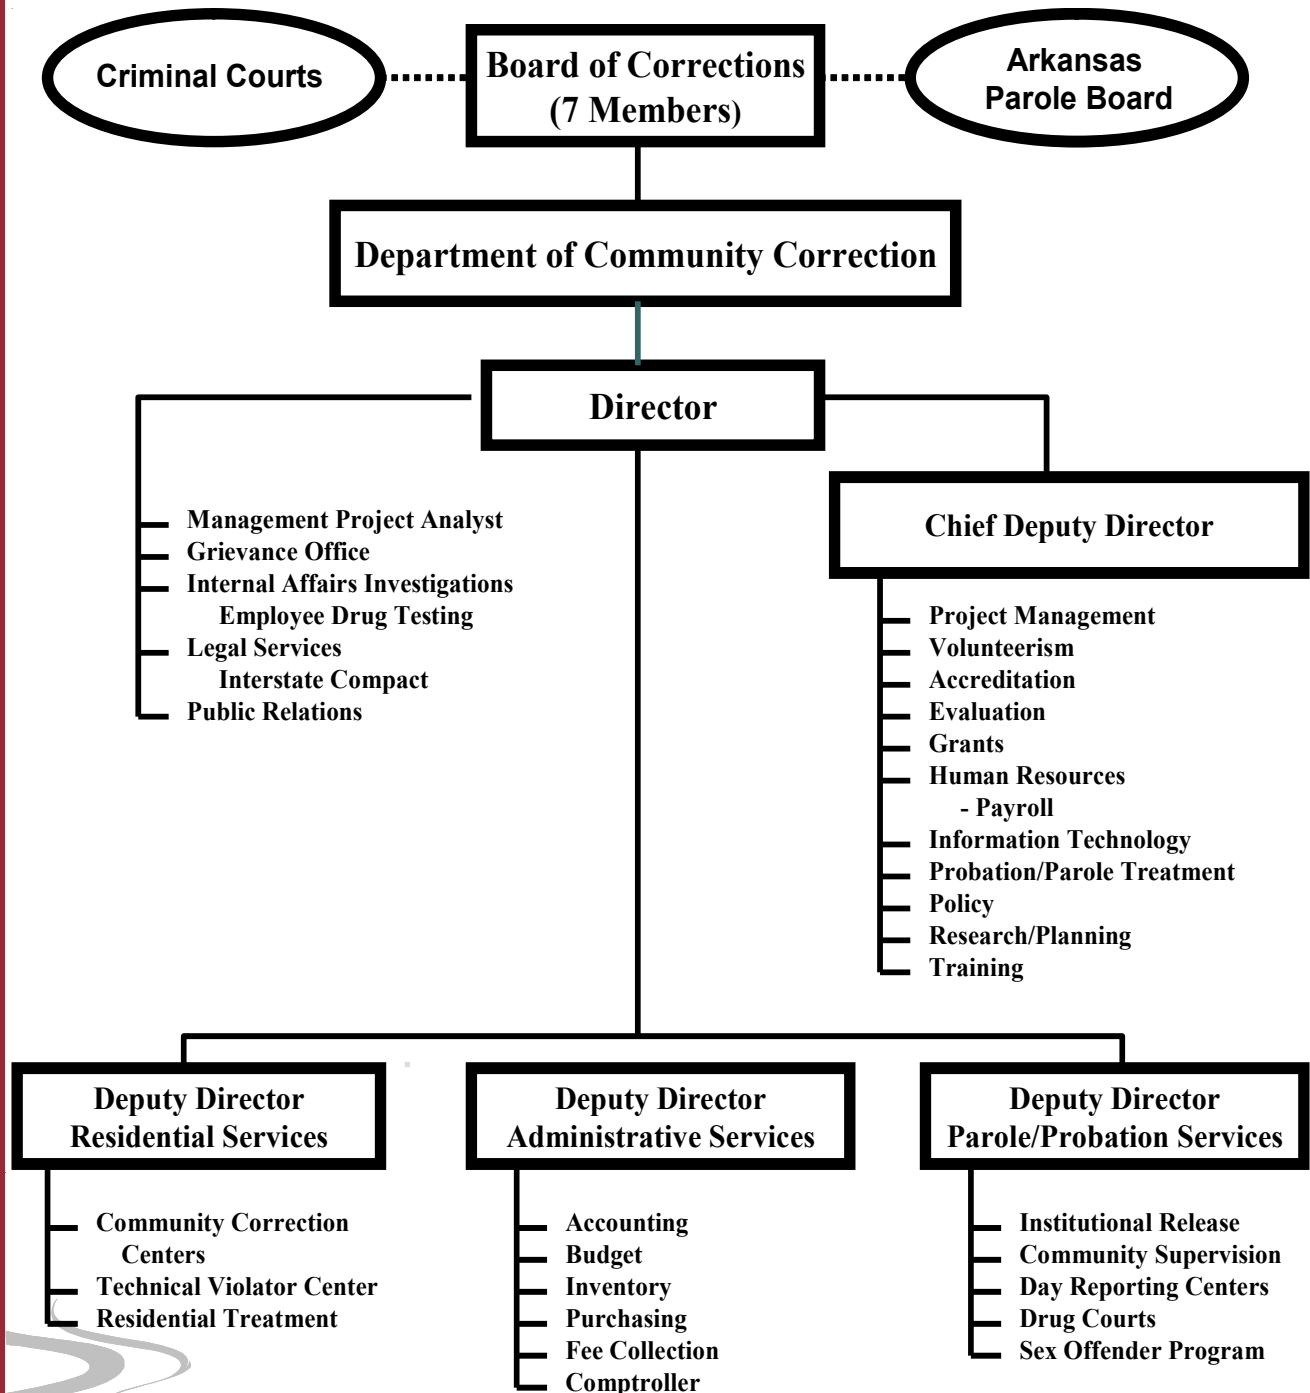 Criminal Courts
Board of Corrections
(7 Members)
Arkansas
Parole Board
Department of Community Correction
Director
Management Project Analyst
Grievance Office
Internal Affairs Investigations
Employee Drug Testing
Legal Services
Interstate Compact
Public Relations
Chief Deputy Director
Project Management
Volunteerism
Accreditation
Evaluation
Grants
Human Resources
- Payroll
Information Technology
Probation/Parole Treatment
Policy
Research/Planning
Training
Deputy Director
Residential Services
Community Correction
Centers
Technical Violator Center
Residential Treatment
Deputy Director
Administrative Services
Accounting
Budget
Inventory
Purchasing
Fee Collection
Comptroller
Deputy Director
Parole/Probation Services
Institutional Release
Community Supervision
Day Reporting Centers
Drug Courts
Sex Offender Program